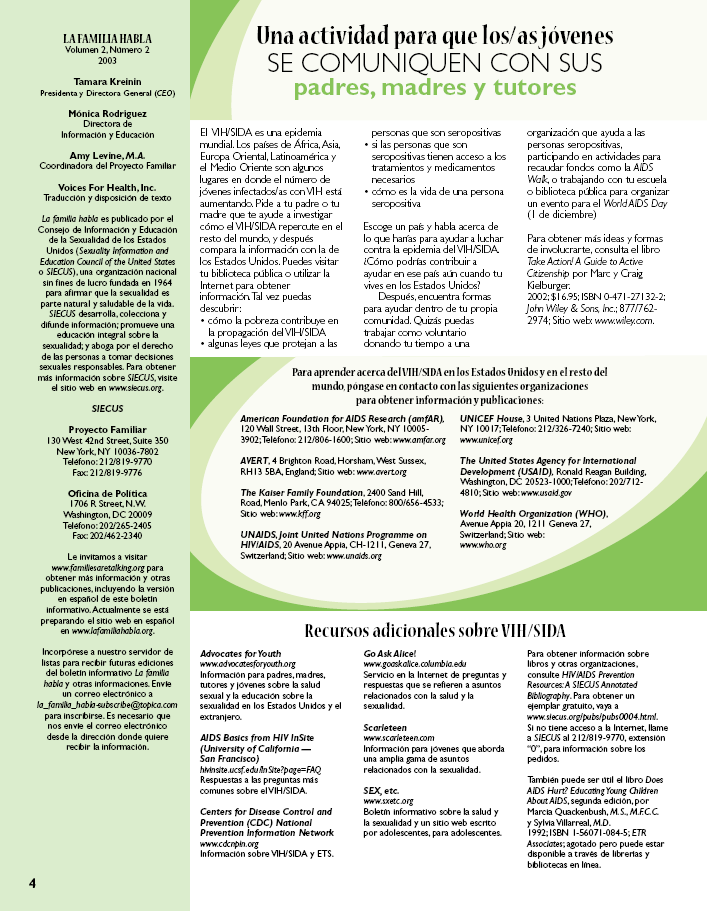 LA FAMILIA HABLA
Volumen 2, Número 2
2003
Tamara Kreinin
Presidenta y Directora General (CEO)
Mónica Rodriguez
Directora de
Información y Educación
Amy Levine, M.A.
Coordinadora del Proyecto Familiar
Voices For Health, Inc.
Traducción y disposición de texto
La familia habla es publicado por el
Consejo de Información y Educación
de la Sexualidad de los Estados
Unidos (Sexuality Information and
Education Council of the United States
o SIECUS), una organización nacional
sin fines de lucro fundada en 1964
para afirmar que la sexualidad es
parte natural y saludable de la vida.
SIECUS desarrolla, colecciona y
difunde información; promueve una
educación integral sobre la
sexualidad; y aboga por el derecho
de las personas a tomar decisiones
sexuales responsables. Para obtener
más información sobre SIECUS, visite
el sitio web en www.siecus.org.
SIECUS
Proyecto Familiar
130 West 42nd Street, Suite 350
New York, NY 10036-7802
Teléfono: 212/819-9770
Fax: 212/819-9776
Oficina de Política
1706 R Street, N.W.
Washington, DC 20009
Teléfono: 202/265-2405
Fax: 202/462-2340
Le invitamos a visitar
www.familiesaretalking.org para
obtener más información y otras
publicaciones, incluyendo la versión
en español de este boletín
informativo. Actualmente se está
preparando el sitio web en español
en www.lafamiliahabla.org.
Incorpórese a nuestro servidor de
listas para recibir futuras ediciones
del boletín informativo La familia
habla y otras informaciones. Envíe
un correo electrónico a
la_familia_habla-subscribe@topica.com
para inscribirse. Es necesario que
nos envíe el correo electrónico
desde la dirección donde quiere
recibir la información.
4
Una actividad para que los/as jóvenes
SE COMUNIQUEN CON SUS
padres, madres y tutores
El VIH/SIDA es una epidemia
mundial. Los países de África, Asia,
Europa Oriental, Latinoamérica y
el Medio Oriente son algunos
lugares en donde el número de
jóvenes infectados/as con VIH está
aumentando. Pide a tu padre o tu
madre que te ayude a investigar
cómo el VIH/SIDA repercute en el
resto del mundo, y después
compara la información con la de
los Estados Unidos. Puedes visitar
tu biblioteca pública o utilizar la
Internet para obtener
información. Tal vez puedas
descubrir:
• cómo la pobreza contribuye en
la propagación del VIH/SIDA
• algunas leyes que protejan a las
personas que son seropositivas
• si las personas que son
seropositivas tienen acceso a los
tratamientos y medicamentos
necesarios
• cómo es la vida de una persona
seropositiva
Escoge un país y habla acerca de
lo que harías para ayudar a luchar
contra la epidemia del VIH/SIDA.
¿Cómo podrías contribuir a
ayudar en ese país aún cuando tu
vives en los Estados Unidos?
Después, encuentra formas
para ayudar dentro de tu propia
comunidad. Quizás puedas
trabajar como voluntario
donando tu tiempo a una
organización que ayuda a las
personas seropositivas,
participando en actividades para
recaudar fondos como la AIDS
Walk, o trabajando con tu escuela
o biblioteca pública para organizar
un evento para el World AIDS Day
(1 de diciembre)
Para obtener más ideas y formas
de involucrarte, consulta el libro
Take Action! A Guide to Active
Citizenship por Marc y Craig
Kielburger.
2002; $16.95; ISBN 0-471-27132-2;
John Wiley & Sons, Inc.; 877/762-
2974; Sitio web: www.wiley.com.
Para aprender acerca del VIH/SIDA en los Estados Unidos y en el resto del
mundo, póngase en contacto con las siguientes organizaciones
para obtener información y publicaciones:
American Foundation for AIDS Research (amfAR),
120 Wall Street, 13th Floor, New York, NY 10005-
3902; Teléfono: 212/806-1600; Sitio web: www.amfar.org
AVERT, 4 Brighton Road, Horsham, West Sussex,
RH13 5BA, England; Sitio web: www.avert.org
The Kaiser Family Foundation, 2400 Sand Hill,
Road, Menlo Park, CA 94025; Teléfono: 800/656-4533;
Sitio web: www.kff.org
UNAIDS, Joint United Nations Programme on
HIV/AIDS, 20 Avenue Appia, CH-1211, Geneva 27,
Switzerland; Sitio web: www.unaids.org
UNICEF House, 3 United Nations Plaza, New York,
NY 10017; Teléfono: 212/326-7240; Sitio web:
www.unicef.org
The United States Agency for International
Development (USAID), Ronald Reagan Building,
Washington, DC 20523-1000; Teléfono: 202/712-
4810; Sitio web: www.usaid.gov
World Health Organization (WHO),
Avenue Appia 20, 1211 Geneva 27,
Switzerland; Sitio web:
www.who.org
Recursos adicionales sobre VIH/SIDA
Advocates for Youth
www.advocatesforyouth.org
Información para padres, madres,
tutores y jóvenes sobre la salud
sexual y la educación sobre la
sexualidad en los Estados Unidos y el
extranjero.
AIDS Basics from HIV InSite
(University of California —
San Francisco)
hivinsite.ucsf.edu/InSite?page=FAQ
Respuestas a las preguntas más
comunes sobre el VIH/SIDA.
Centers for Disease Control and
Prevention (CDC) National
Prevention Information Network
www.cdcnpin.org
Información sobre VIH/SIDA y ETS.
Go Ask Alice!
www.goaskalice.columbia.edu
Servicio en la Internet de preguntas y
respuestas que se refieren a asuntos
relacionados con la salud y la
sexualidad.
Scarleteen
www.scarleteen.com
Información para jóvenes que aborda
una amplia gama de asuntos
relacionados con la sexualidad.
SEX, etc.
www.sxetc.org
Boletín informativo sobre la salud y
la sexualidad y un sitio web escrito
por adolescentes, para adolescentes.
Para obtener información sobre
libros y otras organizaciones,
consulte HIV/AIDS Prevention
Resources: A SIECUS Annotated
Bibliography. Para obtener un
ejemplar gratuito, vaya a
www.siecus.org/pubs/pubs0004.html.
Si no tiene acceso a la Internet, llame
a SIECUS al 212/819-9770, extensión
“0”, para información sobre los
pedidos.
También puede ser útil el libro Does
AIDS Hurt? Educating Young Children
About AIDS, segunda edición, por
Marcia Quackenbush, M.S., M.F.C.C.
y Sylvia Villarreal, M.D.
1992; ISBN 1-56071-084-5; ETR
Associates; agotado pero puede estar
disponible a través de librerías y
bibliotecas en línea.